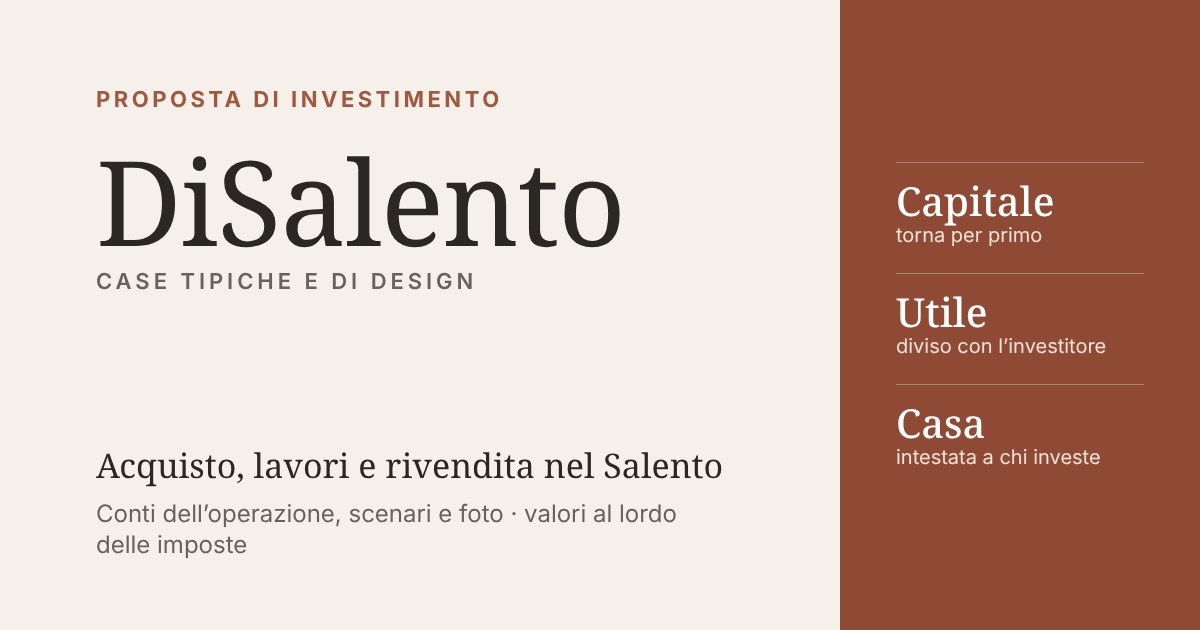 PROPOSTA DI INVESTIMENTO
DiSalento
CASE TIPICHE E DI DESIGN
Acquisto, lavori e rivendita nel Salento
Conti dell’operazione, scenari e foto · valori al lordo
delle imposte
Capitale
torna per primo
Utile
diviso con l’investitore
Casa
intestata a chi investe